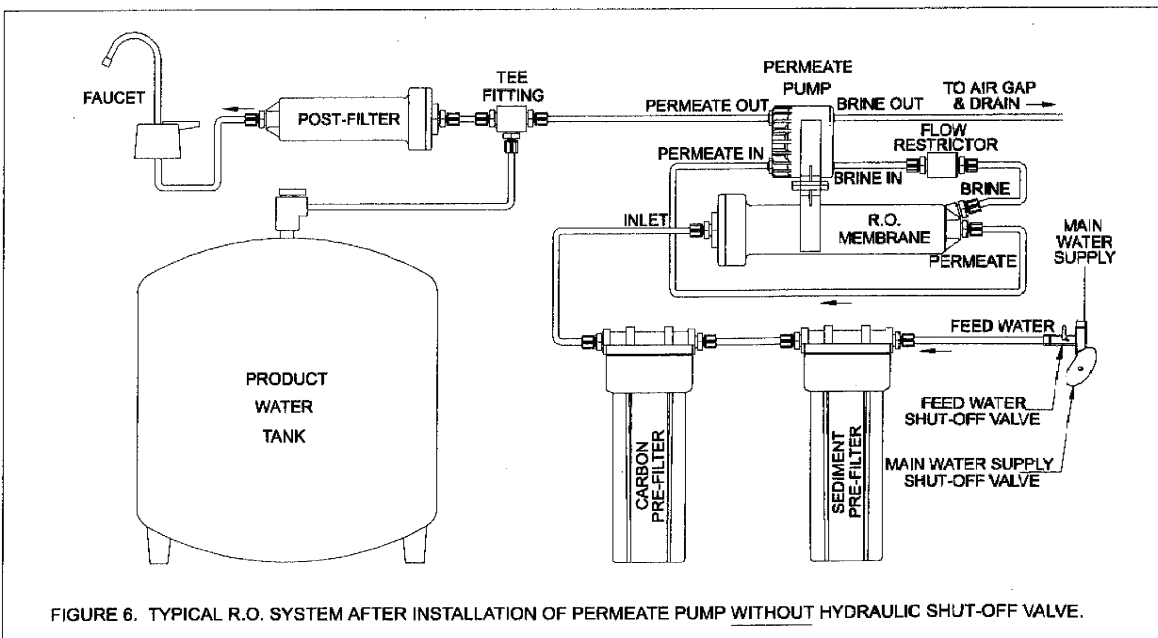 FAUCET
POST-FILTER
TEE
FITTING
PERMEATE
PUMP
PERMEATE OUT
BRINE OUT
TO AIR GAP
& DRAIN
FLOW
RESTRICTOR
PERMEATE IN
BRINE IN
BRINE
INLET
R.O.
MEMBRANE
PERMEATE
MAIN
WATER
SUPPLY
FEED WATER
PRODUCT
WATER
TANK
CARBON
PRE-FILTER
SEDIMENT
PRE-FILTER
FEED WATER
SHUT-OFF VALVE
MAIN WATER SUPPLY
SHUT-OFF VALVE
FIGURE 6. TYPICAL R.O. SYSTEM AFTER INSTALLATION OF PERMEATE PUMP WITHOUT HYDRAULIC SHUT-OFF VALVE.